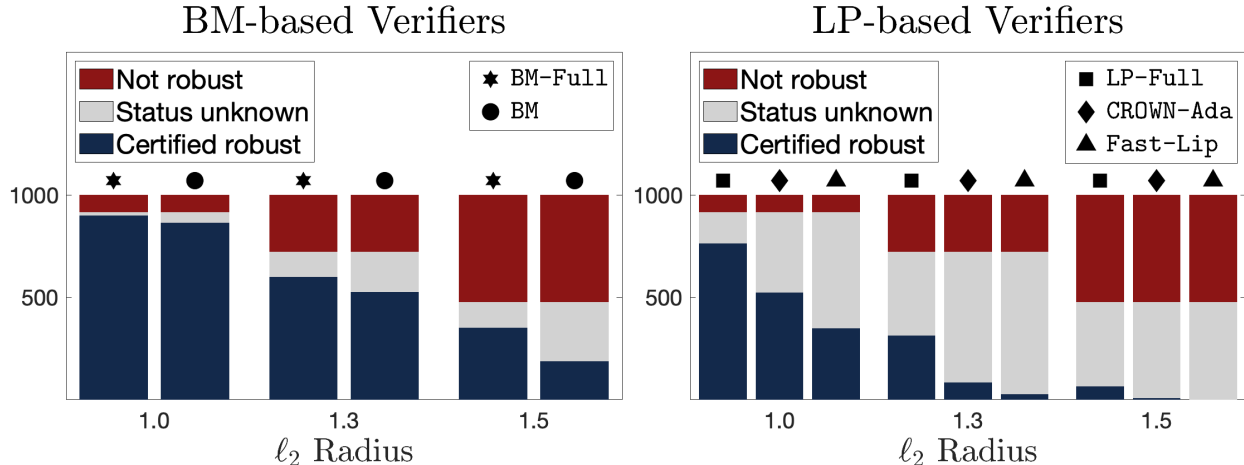 BM-based Verifiers
Not robust
Status unknown
Certified robust
BM-Full
BM
1000
500
1.0
1.3
1.5
ℓ₂ Radius
LP-based Verifiers
Not robust
Status unknown
Certified robust
LP-Full
CROWN-Ada
Fast-Lip
1000
500
1.0
1.3
1.5
ℓ₂ Radius